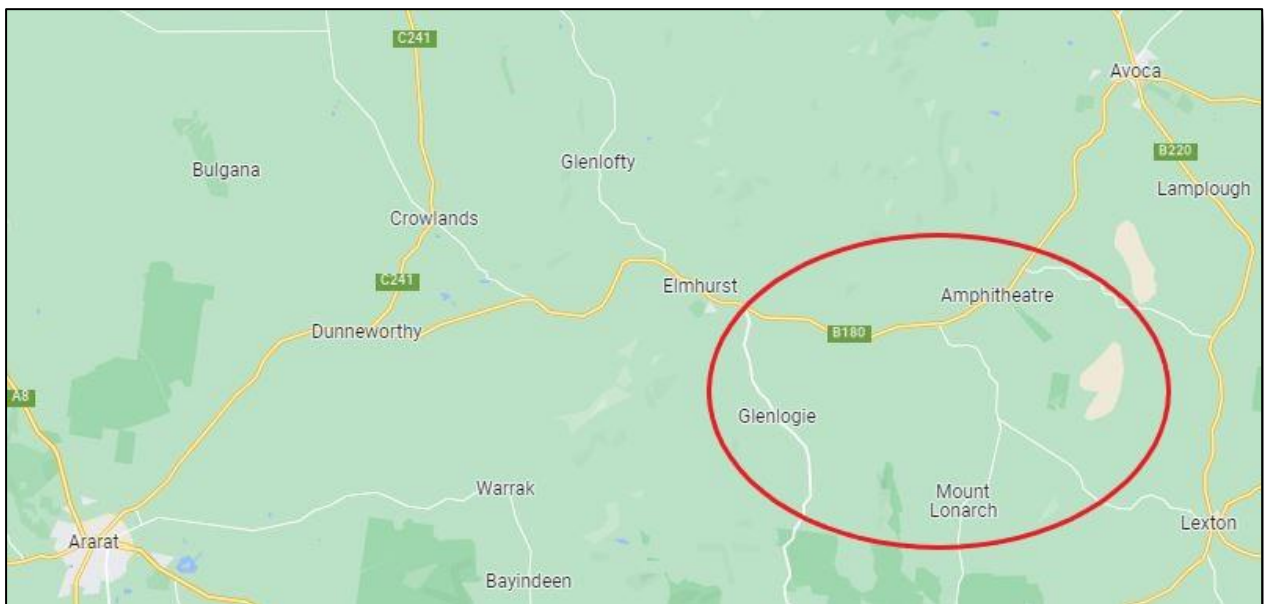 C241
Avoca
B220
Bulgana
Glenlofty
Lamplough
Crowlands
C241
Elmhurst
Amphitheatre
Dunneworthy
B180
A8
Glenlogie
Warrak
Mount
Lonarch
Lexton
Ararat
Bayindeen